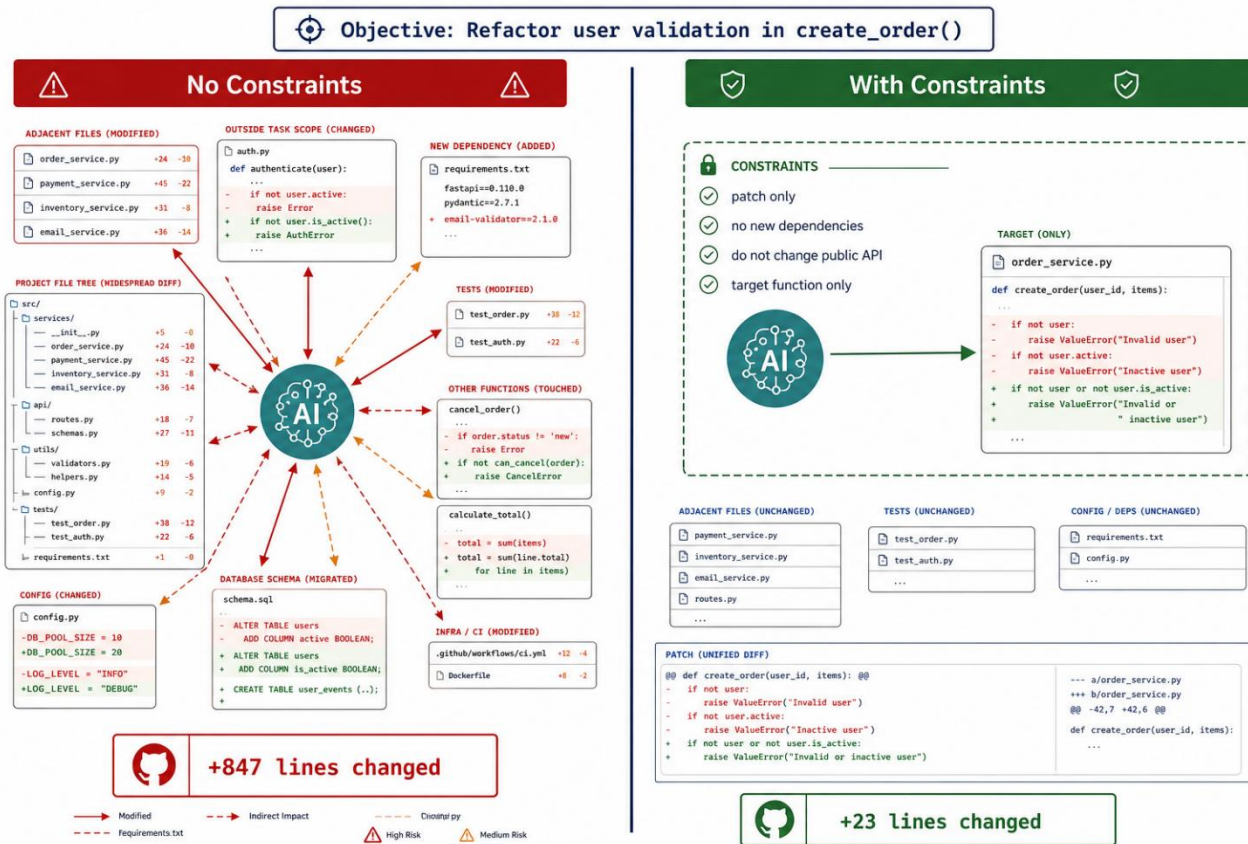 Objective: Refactor user validation in create_order()
No Constraints
ADJACENT FILES (MODIFIED)
order_service.py +24 -10
payment_service.py +45 -22
inventory_service.py +31 -8
email_service.py +36 -14
OUTSIDE TASK SCOPE (CHANGED)
auth.py
def authenticate(user):
...
- if not user.active:
- raise Error
+ if not user.is_active():
+ raise AuthError
...
NEW DEPENDENCY (ADDED)
requirements.txt
fastapi==0.110.0
pydantic==2.7.1
+ email-validator==2.1.0
...
PROJECT FILE TREE (WIDESPREAD DIFF)
src/
services/
__init__.py +5 -0
order_service.py +24 -10
payment_service.py +45 -22
inventory_service.py +31 -8
email_service.py +36 -14
api/
routes.py +18 -7
schemas.py +27 -11
utils/
validators.py +19 -6
helpers.py +14 -5
config.py +9 -2
tests/
test_order.py +38 -12
test_auth.py +22 -6
requirements.txt +1 -0
AI
TESTS (MODIFIED)
test_order.py +38 -12
test_auth.py +22 -6
OTHER FUNCTIONS (TOUCHED)
cancel_order()
...
- if order.status != 'new':
- raise Error
+ if not can_cancel(order):
+ raise CancelError
...
calculate_total()
...
- total = sum(items)
+ total = sum(line.total)
+ for line in items)
...
CONFIG (CHANGED)
config.py
-DB_POOL_SIZE = 10
+DB_POOL_SIZE = 20
-LOG_LEVEL = "INFO"
+LOG_LEVEL = "DEBUG"
DATABASE SCHEMA (MIGRATED)
schema.sql
..
- ALTER TABLE users
- ADD COLUMN active BOOLEAN;
+ ALTER TABLE users
+ ADD COLUMN is_active BOOLEAN;
+ CREATE TABLE user_events (..);
+
INFRA / CI (MODIFIED)
.github/workflows/ci.yml +12 -4
Dockerfile +8 -2
+847 lines changed
Modified
Indirect Impact
Fequirements.txt
High Risk
Medium Risk
With Constraints
CONSTRAINTS
patch only
no new dependencies
do not change public API
target function only
AI
TARGET (ONLY)
order_service.py
def create_order(user_id, items):
...
- if not user:
- raise ValueError("Invalid user")
- if not user.active:
- raise ValueError("Inactive user")
+ if not user or not user.is_active:
+ raise ValueError("Invalid or
+ " inactive user")
...
ADJACENT FILES (UNCHANGED)
payment_service.py
inventory_service.py
email_service.py
routes.py
...
TESTS (UNCHANGED)
test_order.py
test_auth.py
...
CONFIG / DEPS (UNCHANGED)
requirements.txt
config.py
...
PATCH (UNIFIED DIFF)
@@ def create_order(user_id, items): @@
- if not user:
- raise ValueError("Invalid user")
- if not user.active:
- raise ValueError("Inactive user")
+ if not user or not user.is_active:
+ raise ValueError("Invalid or inactive user")
--- a/order_service.py
+++ b/order_service.py
@@ -42,7 +42,6 @@
def create_order(user_id, items):
...
+23 lines changed